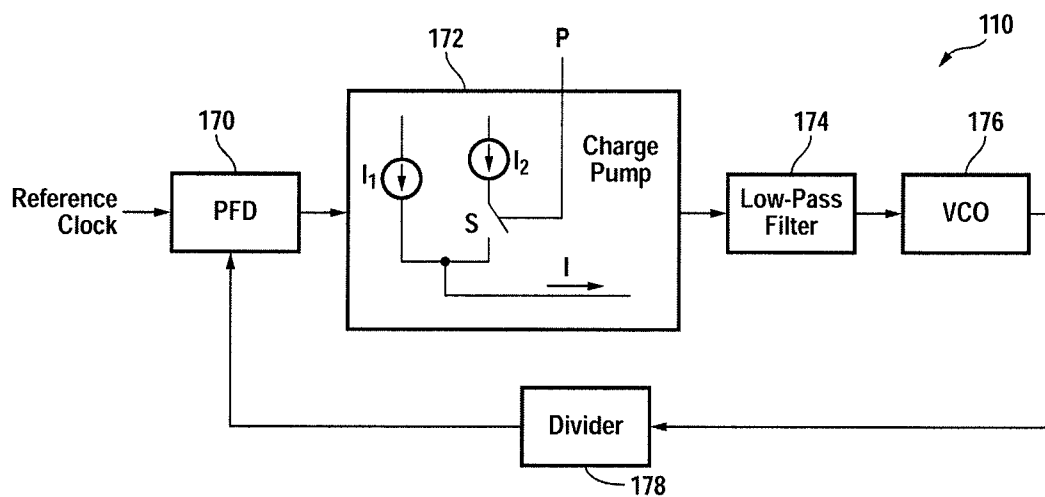 172
P
110
170
174
176
Charge
Pump
I₁
I₂
Reference
Clock
PFD
S
Low-Pass
Filter
VCO
I
Divider
178